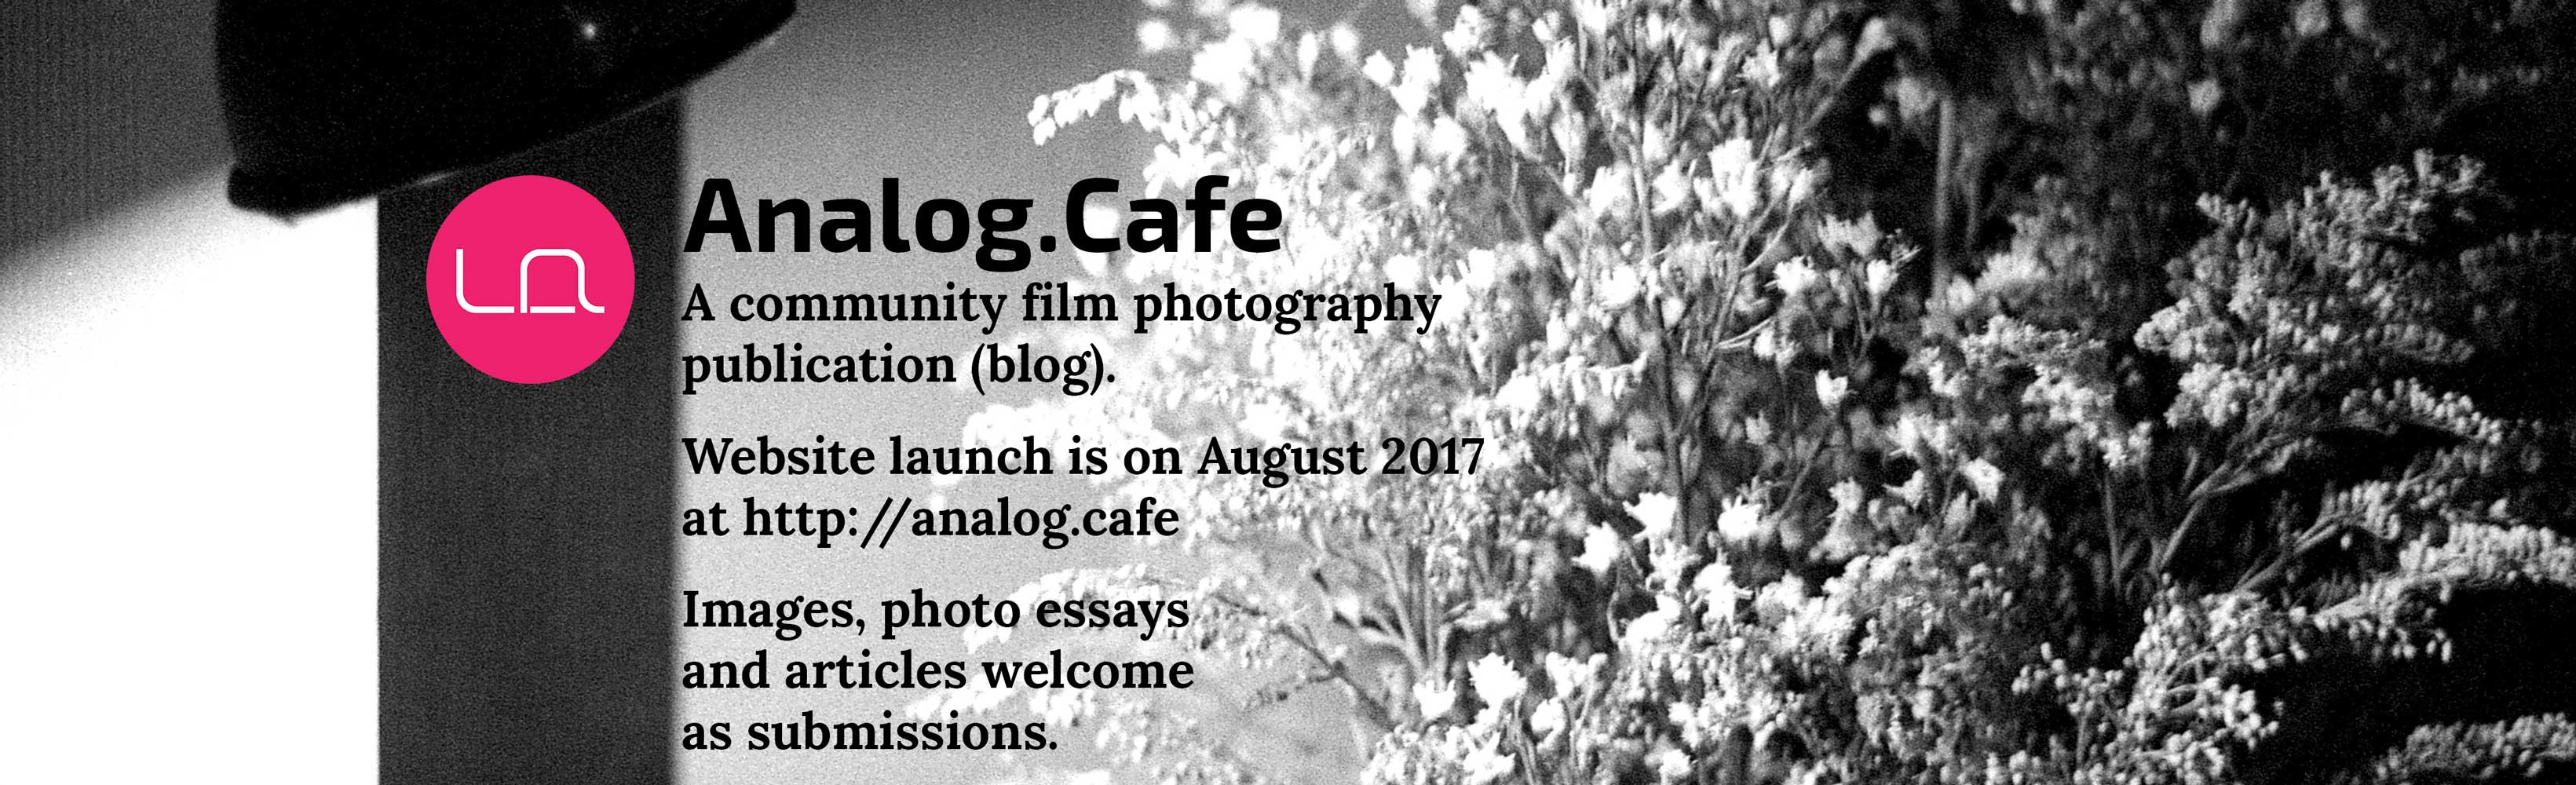 Analog.Cafe
A community film photography
publication (blog).
Website launch is on August 2017
at http://analog.cafe
Images, photo essays
and articles welcome
as submissions.